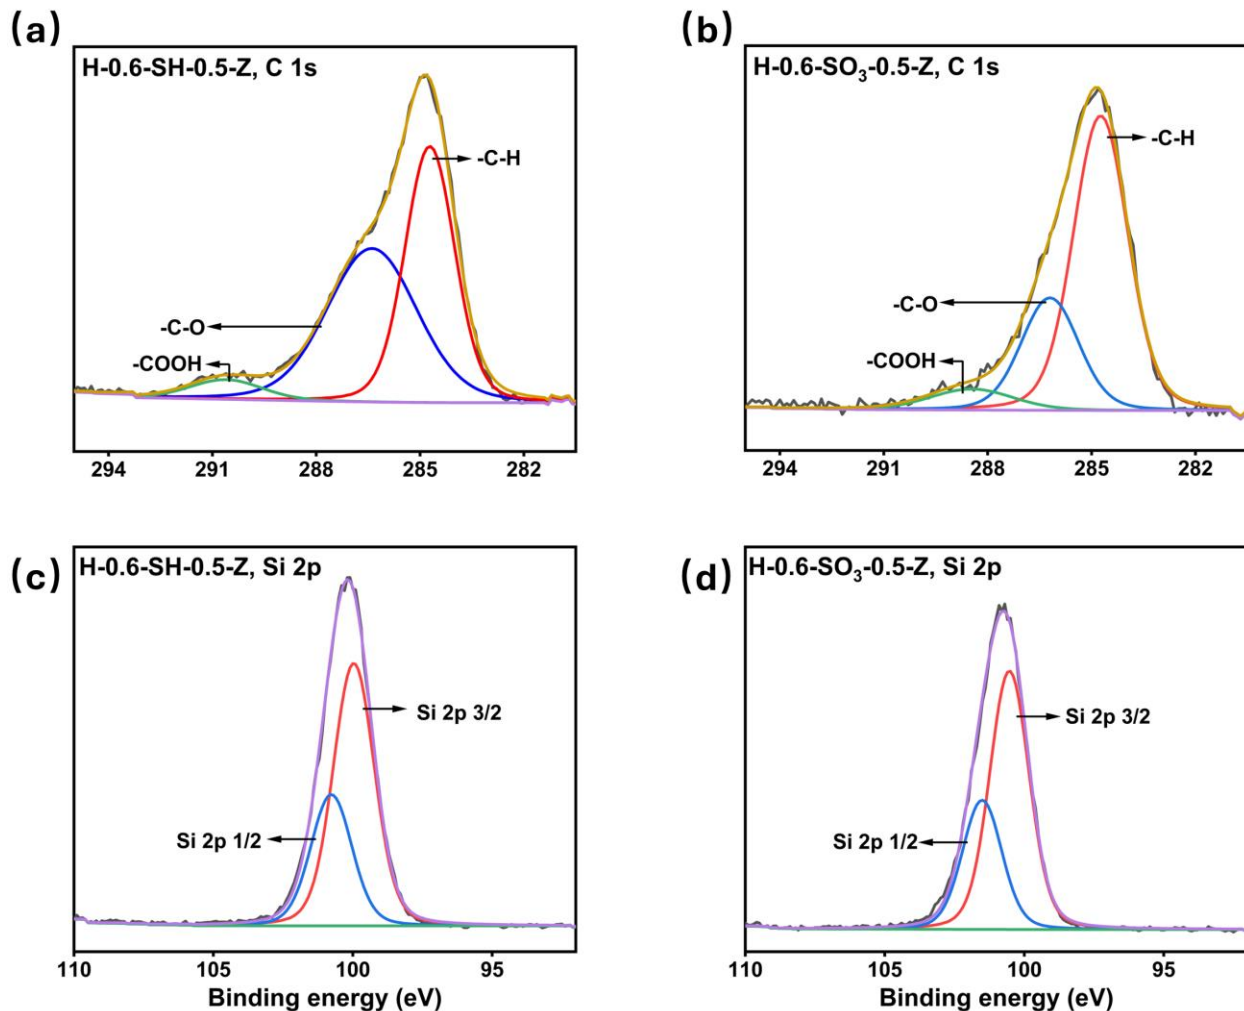 (a)
H-0.6-SH-0.5-Z, C 1s
-C-H
-C-O
-COOH
294 291 288 285 282
(b)
H-0.6-SO₃-0.5-Z, C 1s
-C-H
-C-O
-COOH
294 291 288 285 282
(c)
H-0.6-SH-0.5-Z, Si 2p
Si 2p 3/2
Si 2p 1/2
110 105 100 95
Binding energy (eV)
(d)
H-0.6-SO₃-0.5-Z, Si 2p
Si 2p 3/2
Si 2p 1/2
110 105 100 95
Binding energy (eV)